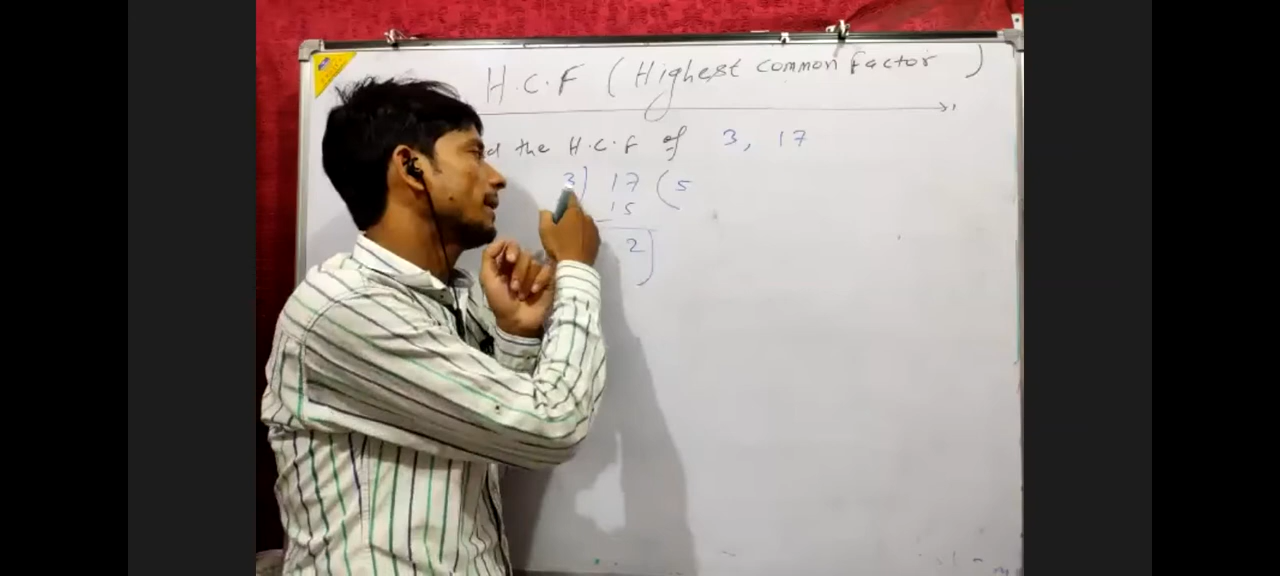 H.C.F (Highest common factor)
the H.C.F of 3, 17
3) 17 (5
15
2)